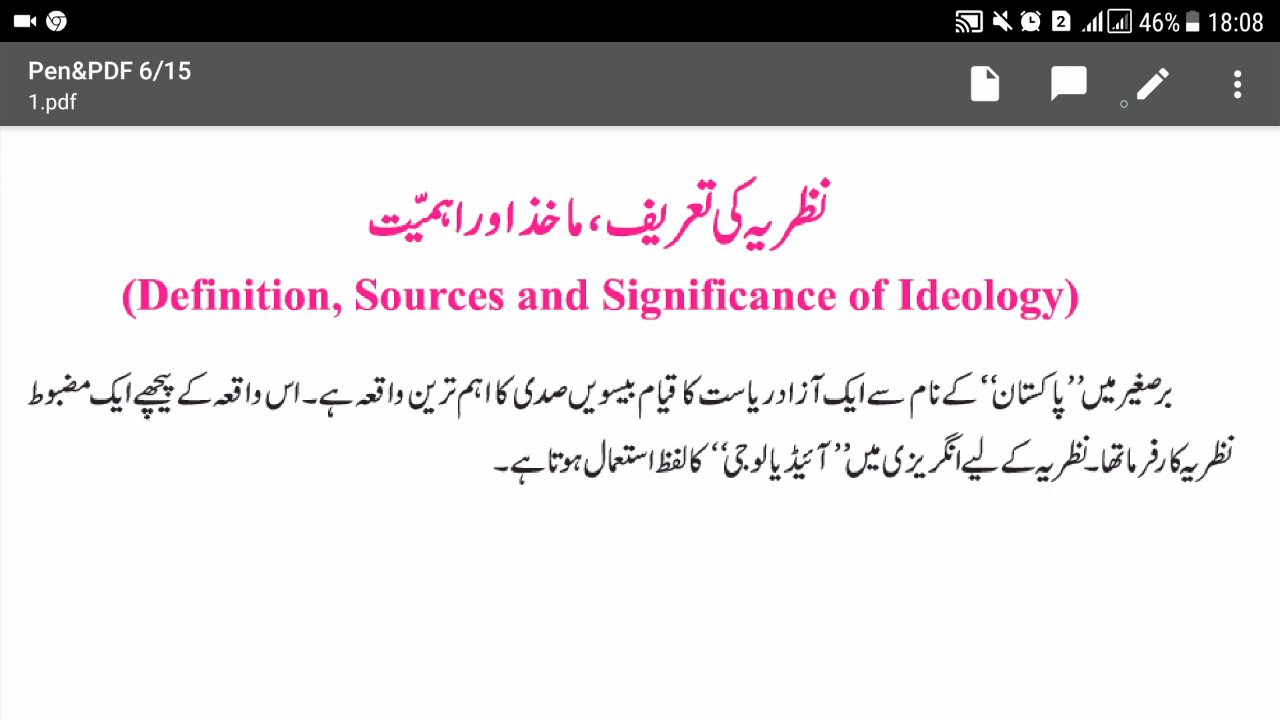 2 46% 18:08
Pen&PDF 6/15
1.pdf
نظریہ کی تعریف، ماخذ اور اہمیّت
(Definition, Sources and Significance of Ideology)
برصغیر میں ’’پاکستان‘‘ کے نام سے ایک آزاد ریاست کا قیام بیسویں صدی کا اہم ترین واقعہ ہے۔ اس واقعہ کے پیچھے ایک مضبوط
نظریہ کارفرما تھا۔ نظریہ کے لیے انگریزی میں ’’آئیڈیالوجی‘‘ کا لفظ استعمال ہوتا ہے۔